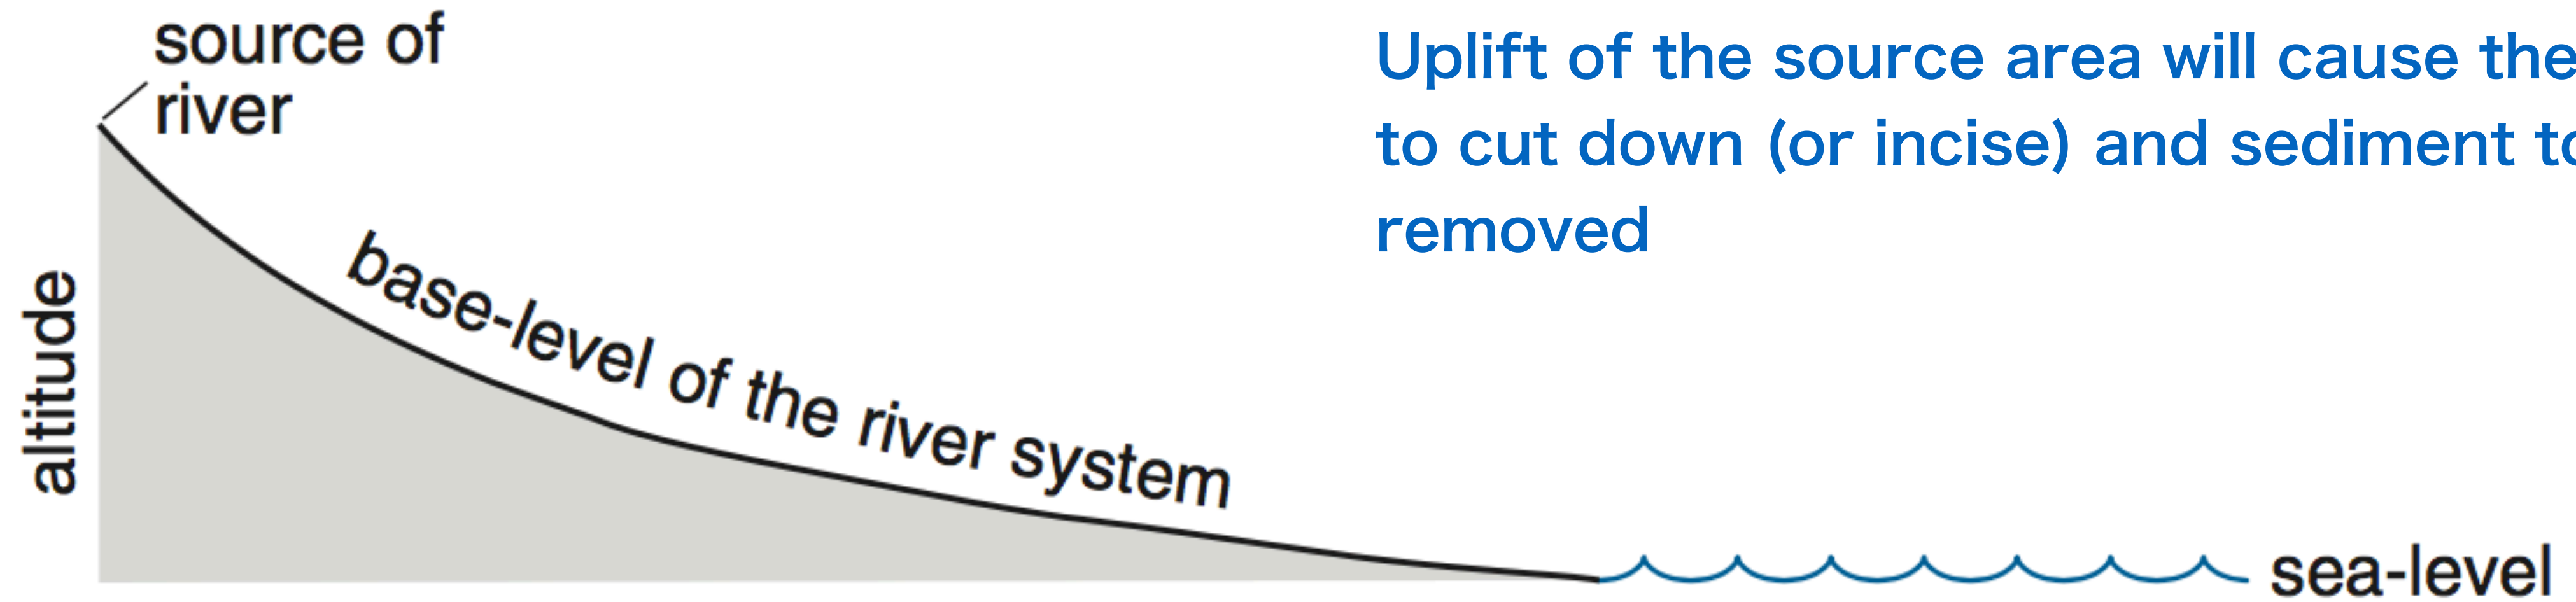 source of
river
Uplift of the source area will cause the
to cut down (or incise) and sediment
removed
altitude
base-level of the river system
sea-level